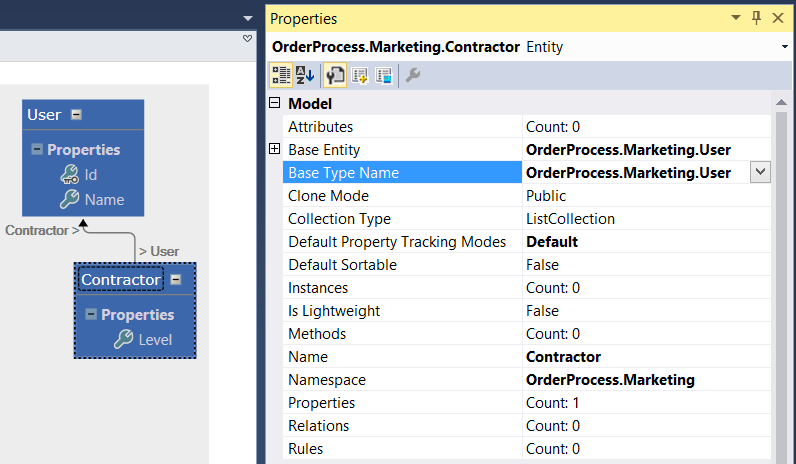 User
Properties
Id
Name
Contractor >
> User
Contractor
Properties
Level
Properties
OrderProcess.Marketing.Contractor Entity
Model
Attributes Count: 0
Base Entity OrderProcess.Marketing.User
Base Type Name OrderProcess.Marketing.User
Clone Mode Public
Collection Type ListCollection
Default Property Tracking Modes Default
Default Sortable False
Instances Count: 0
Is Lightweight False
Methods Count: 0
Name Contractor
Namespace OrderProcess.Marketing
Properties Count: 1
Relations Count: 0
Rules Count: 0